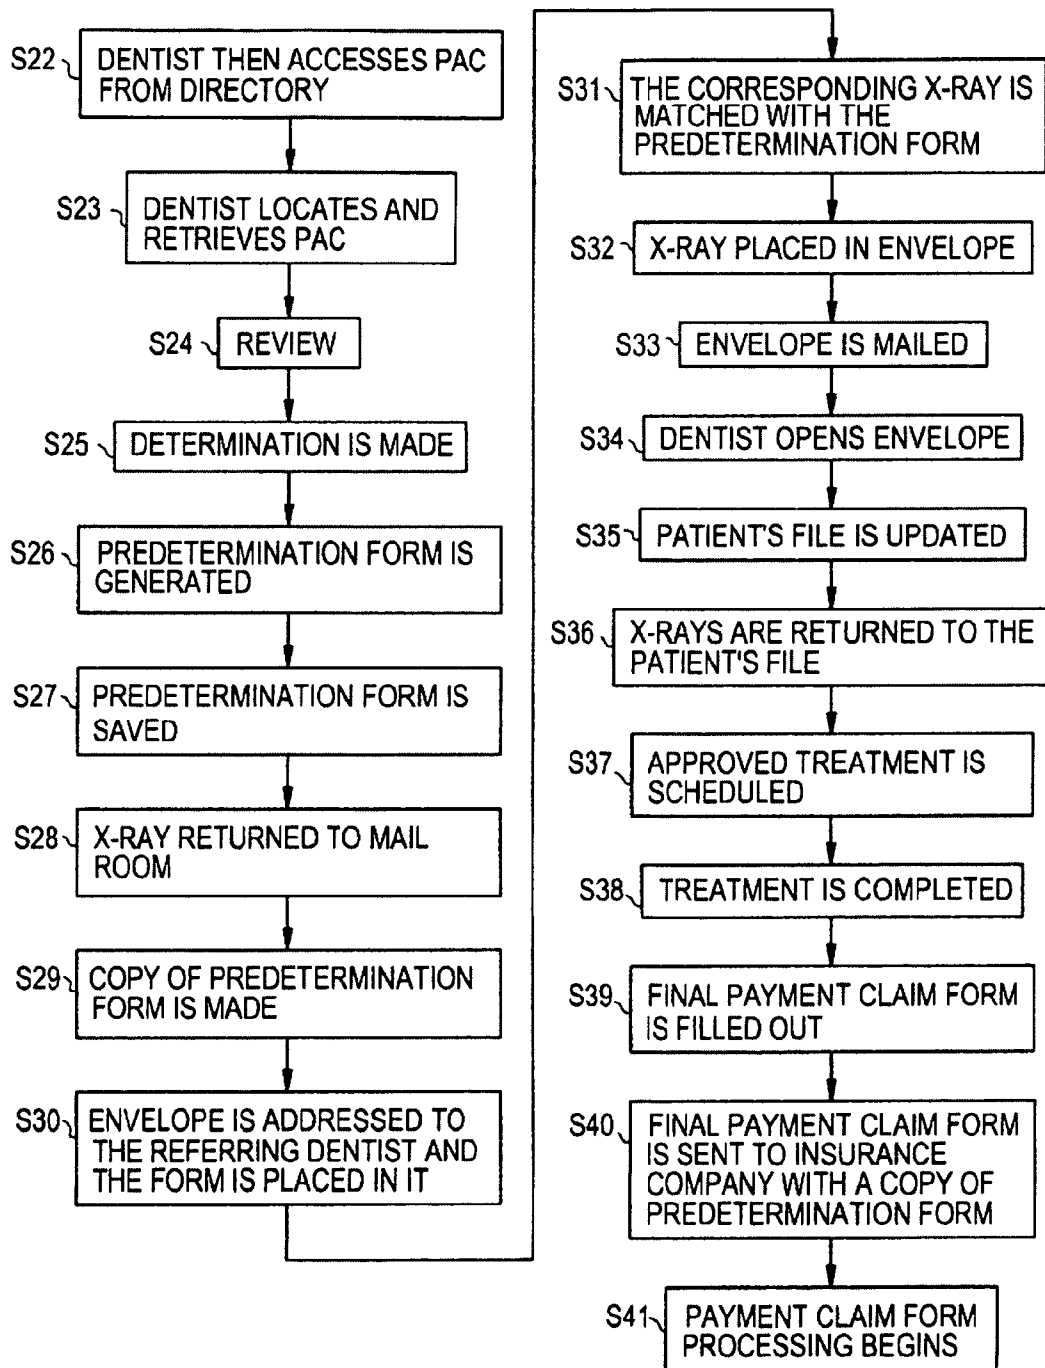 S22
DENTIST THEN ACCESSES PAC
FROM DIRECTORY
S23
DENTIST LOCATES AND
RETRIEVES PAC
S24
REVIEW
S25
DETERMINATION IS MADE
S26
PREDETERMINATION FORM IS
GENERATED
S27
PREDETERMINATION FORM IS
SAVED
S28
X-RAY RETURNED TO MAIL
ROOM
S29
COPY OF PREDETERMINATION
FORM IS MADE
S30
ENVELOPE IS ADDRESSED TO
THE REFERRING DENTIST AND
THE FORM IS PLACED IN IT
S31
THE CORRESPONDING X-RAY IS
MATCHED WITH THE
PREDETERMINATION FORM
S32
X-RAY PLACED IN ENVELOPE
S33
ENVELOPE IS MAILED
S34
DENTIST OPENS ENVELOPE
S35
PATIENT'S FILE IS UPDATED
S36
X-RAYS ARE RETURNED TO THE
PATIENT'S FILE
S37
APPROVED TREATMENT IS
SCHEDULED
S38
TREATMENT IS COMPLETED
S39
FINAL PAYMENT CLAIM FORM
IS FILLED OUT
S40
FINAL PAYMENT CLAIM FORM
IS SENT TO INSURANCE
COMPANY WITH A COPY OF
PREDETERMINATION FORM
S41
PAYMENT CLAIM FORM
PROCESSING BEGINS